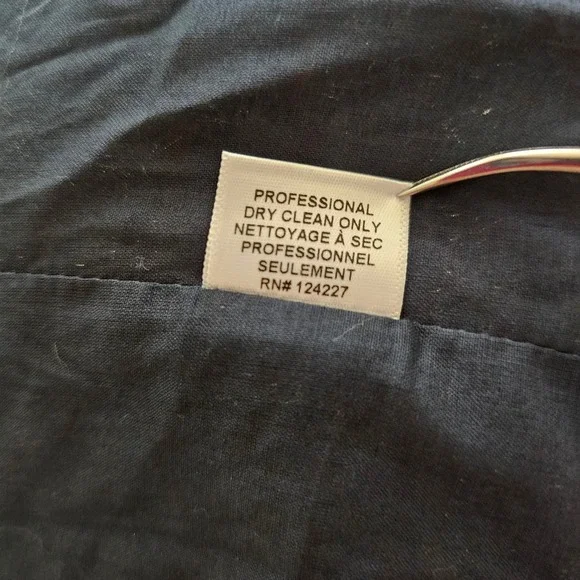 PROFESSIONAL
DRY CLEAN ONLY
NETTOYAGE À SEC
PROFESSIONNEL
SEULEMENT
RN# 124227